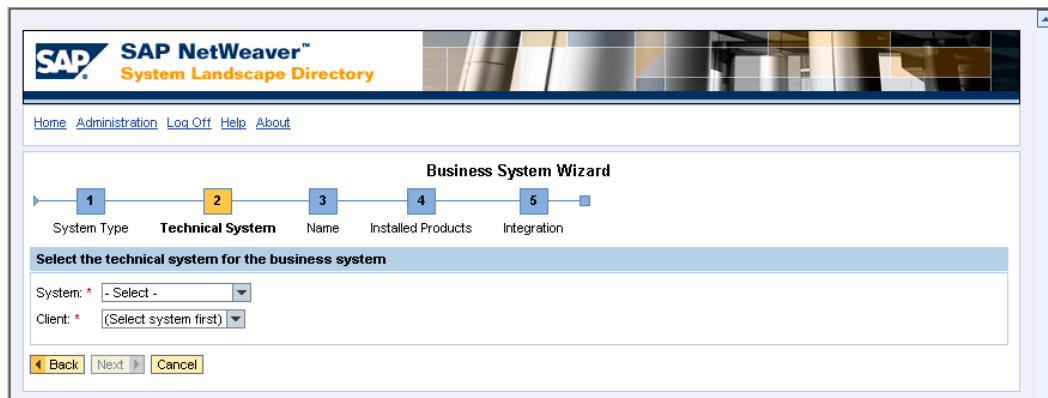 SAP
SAP NetWeaver™
System Landscape Directory
Home Administration Log Off Help About
Business System Wizard
1 2 3 4 5
System Type Technical System Name Installed Products Integration
Select the technical system for the business system
System: * - Select -
Client: * (Select system first)
Back Next Cancel